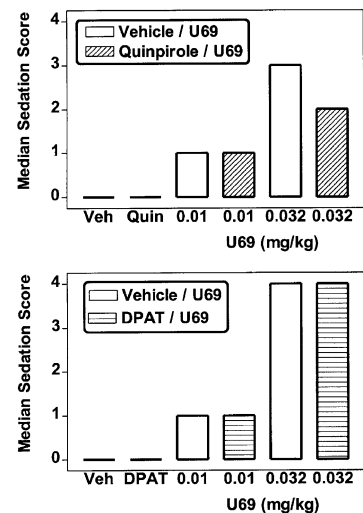 Median Sedation Score
4
3
2
1
0
Vehicle / U69
Quinpirole / U69
Veh Quin 0.01 0.01 0.032 0.032
U69 (mg/kg)
Median Sedation Score
4
3
2
1
0
Vehicle / U69
DPAT / U69
Veh DPAT 0.01 0.01 0.032 0.032
U69 (mg/kg)